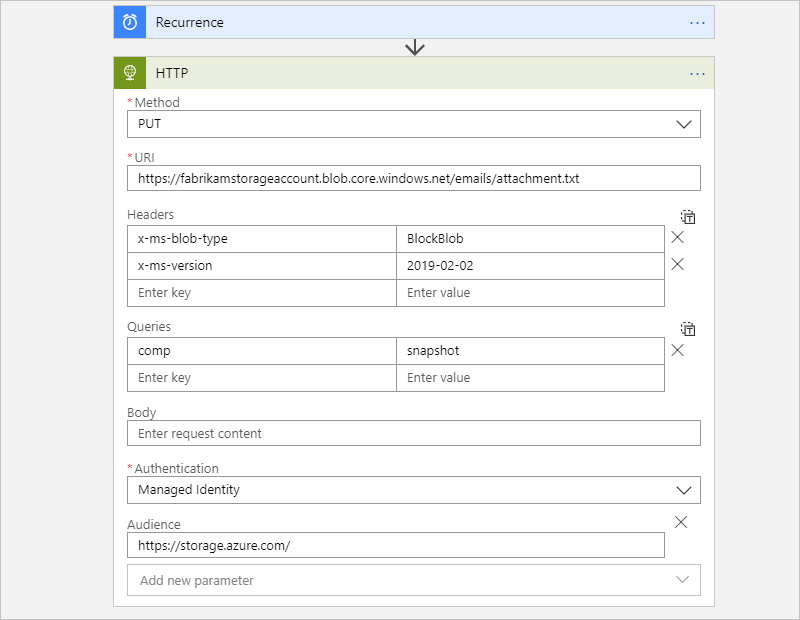 Recurrence ...
HTTP ...
* Method
PUT
* URI
https://fabrikamstorageaccount.blob.core.windows.net/emails/attachment.txt
Headers
x-ms-blob-type BlockBlob
x-ms-version 2019-02-02
Enter key Enter value
Queries
comp snapshot
Enter key Enter value
Body
Enter request content
* Authentication
Managed Identity
Audience
https://storage.azure.com/
Add new parameter